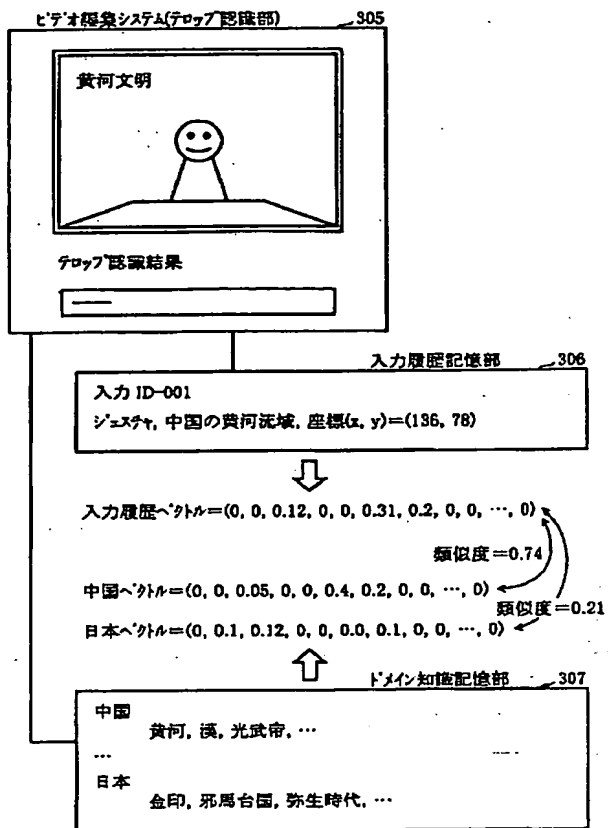 ビデオ編集システム(テロップ認識部) 305
黄河文明
テロップ認識結果
入力履歴記憶部 306
入力 ID-001
ジェスチャ, 中国の黄河流域, 座標(x, y)=(136, 78)
入力履歴ベクトル=(0, 0, 0.12, 0, 0, 0.31, 0.2, 0, 0, …, 0)
類似度=0.74
中国ベクトル=(0, 0, 0.05, 0, 0, 0.4, 0.2, 0, 0, …, 0)
類似度=0.21
日本ベクトル=(0, 0.1, 0.12, 0, 0, 0.0, 0.1, 0, 0, …, 0)
ドメイン知識記憶部 307
中国
黄河, 漢, 光武帝, …
…
日本
金印, 邪馬台国, 弥生時代, …